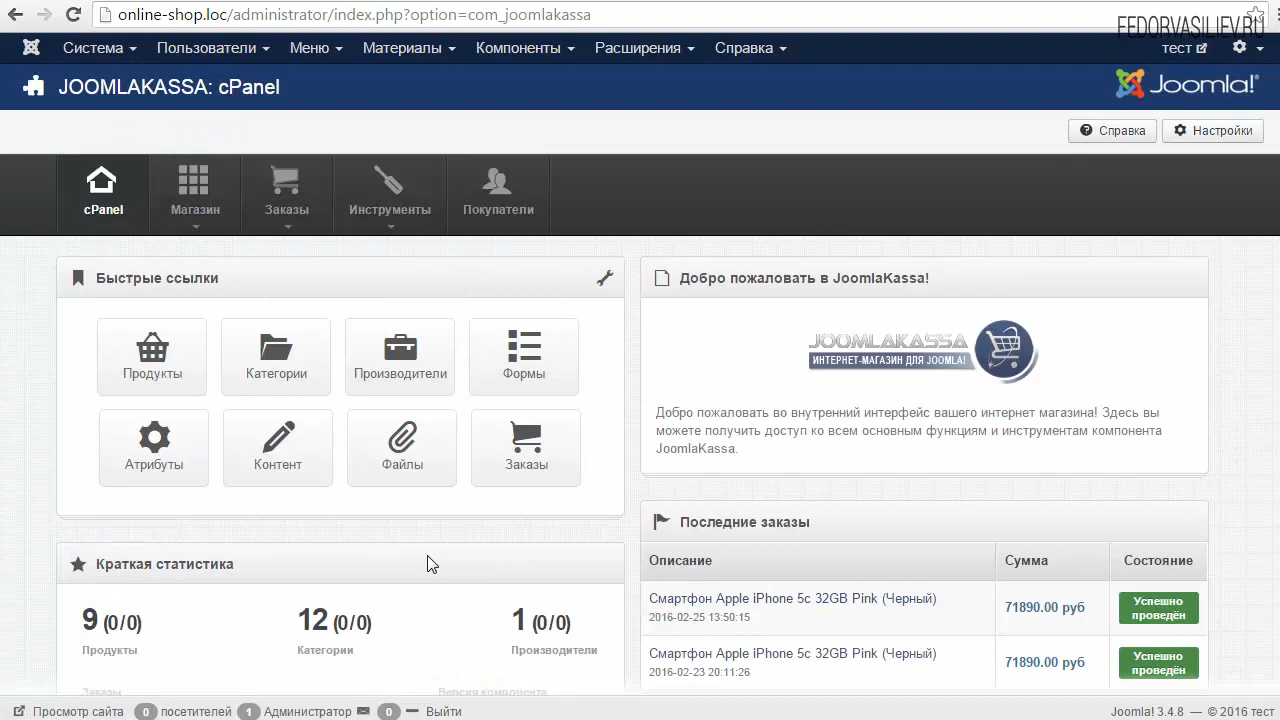 online-shop.loc/administrator/index.php?option=com_joomlakassa
FEDORVASILIEV.RU
Система Пользователи Меню Материалы Компоненты Расширения Справка тест
JOOMLAKASSA: cPanel
Joomla!®
Справка Настройки
cPanel Магазин Заказы Инструменты Покупатели
Быстрые ссылки
Продукты Категории Производители Формы
Атрибуты Контент Файлы Заказы
Краткая статистика
9 (0/0) 12 (0/0) 1 (0/0)
Продукты Категории Производители
Заказы Версия компонента
Добро пожаловать в JoomlaKassa!
JOOMLAKASSA
ИНТЕРНЕТ-МАГАЗИН ДЛЯ JOOMLA!
Добро пожаловать во внутренний интерфейс вашего интернет магазина! Здесь вы
можете получить доступ ко всем основным функциям и инструментам компонента
JoomlaKassa.
Последние заказы
Описание Сумма Состояние
Смартфон Apple iPhone 5c 32GB Pink (Черный)
2016-02-25 13:50:15
71890.00 руб
Успешно
проведён
Смартфон Apple iPhone 5c 32GB Pink (Черный)
2016-02-23 20:11:26
71890.00 руб
Успешно
проведён
Просмотр сайта 0 посетителей 1 Администратор 0 Выйти
Joomla! 3.4.8 — © 2016 тест